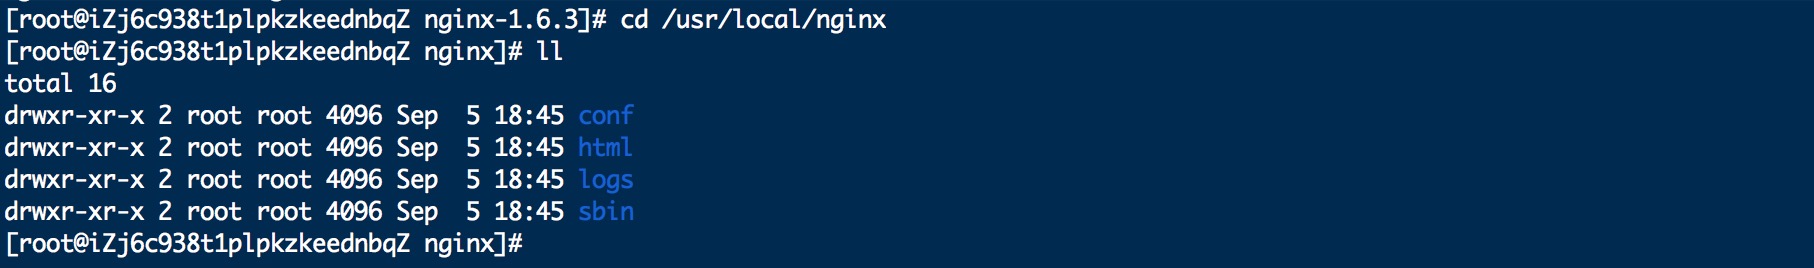 [root@iZj6c938t1plpkzkeednbqZ nginx-1.6.3]# cd /usr/local/nginx
[root@iZj6c938t1plpkzkeednbqZ nginx]# ll
total 16
drwxr-xr-x 2 root root 4096 Sep  5 18:45 conf
drwxr-xr-x 2 root root 4096 Sep  5 18:45 html
drwxr-xr-x 2 root root 4096 Sep  5 18:45 logs
drwxr-xr-x 2 root root 4096 Sep  5 18:45 sbin
[root@iZj6c938t1plpkzkeednbqZ nginx]#